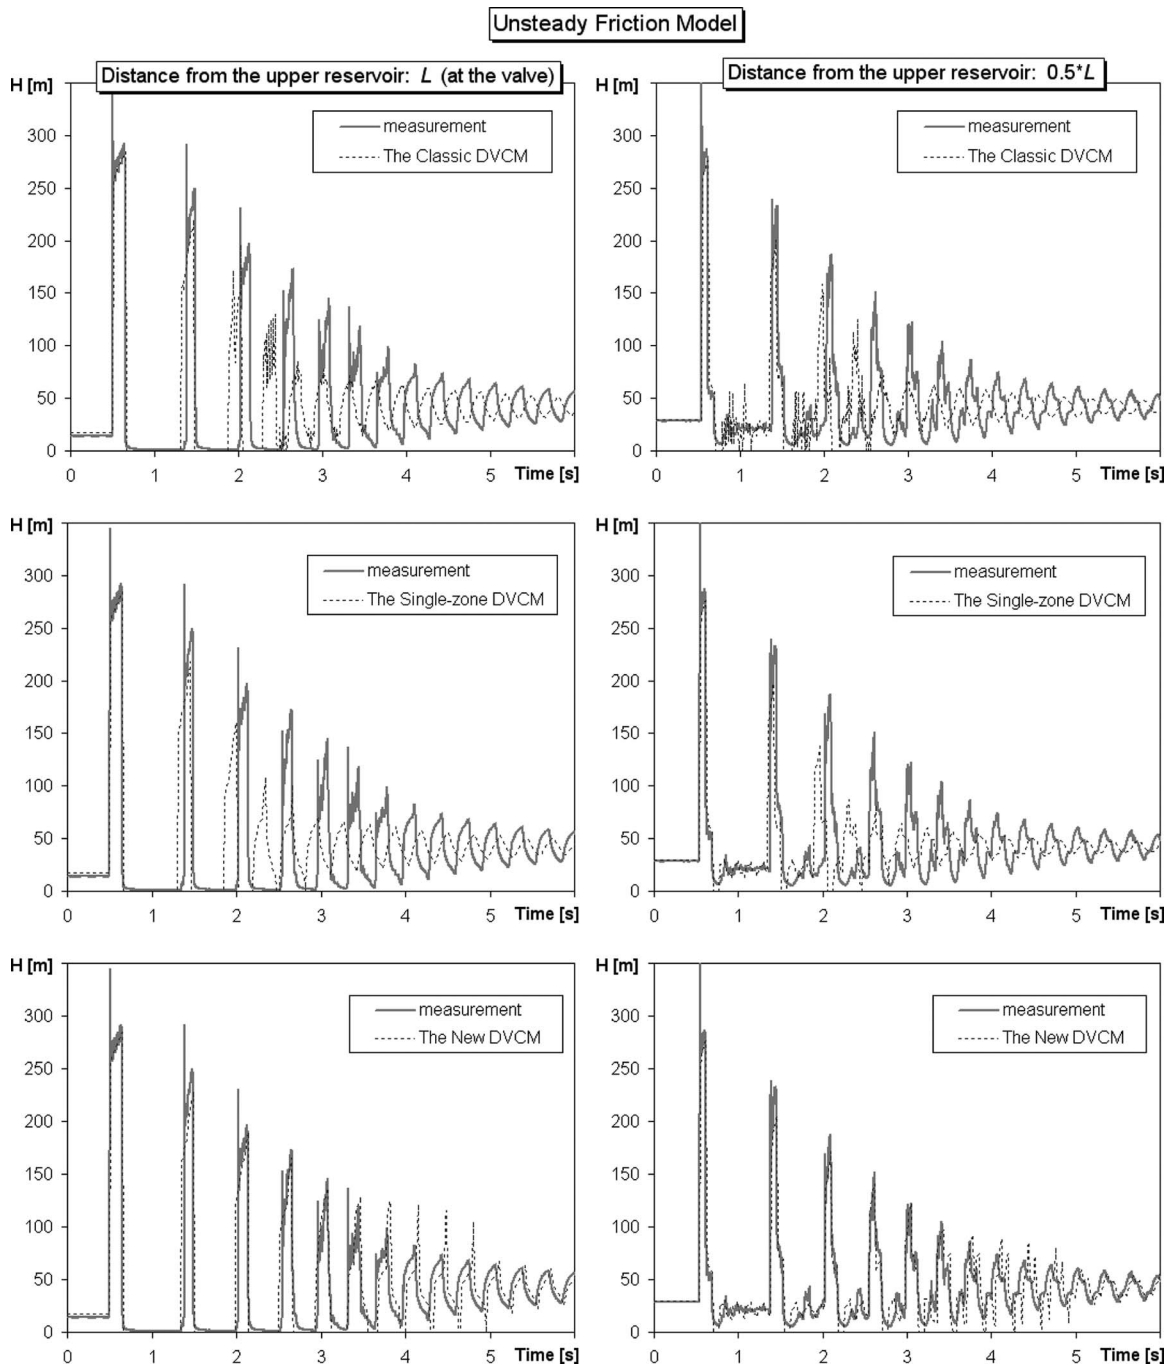 Unsteady Friction Model
Distance from the upper reservoir: L (at the valve)
H [m]
measurement
The Classic DVCM
300
250
200
150
100
50
0
0 1 2 3 4 5 Time [s]
Distance from the upper reservoir: 0.5*L
H [m]
measurement
The Classic DVCM
300
250
200
150
100
50
0
0 1 2 3 4 5 Time [s]
H [m]
measurement
The Single-zone DVCM
300
250
200
150
100
50
0
0 1 2 3 4 5 Time [s]
H [m]
measurement
The Single-zone DVCM
300
250
200
150
100
50
0
0 1 2 3 4 5 Time [s]
H [m]
measurement
The New DVCM
300
250
200
150
100
50
0
0 1 2 3 4 5 Time [s]
H [m]
measurement
The New DVCM
300
250
200
150
100
50
0
0 1 2 3 4 5 Time [s]